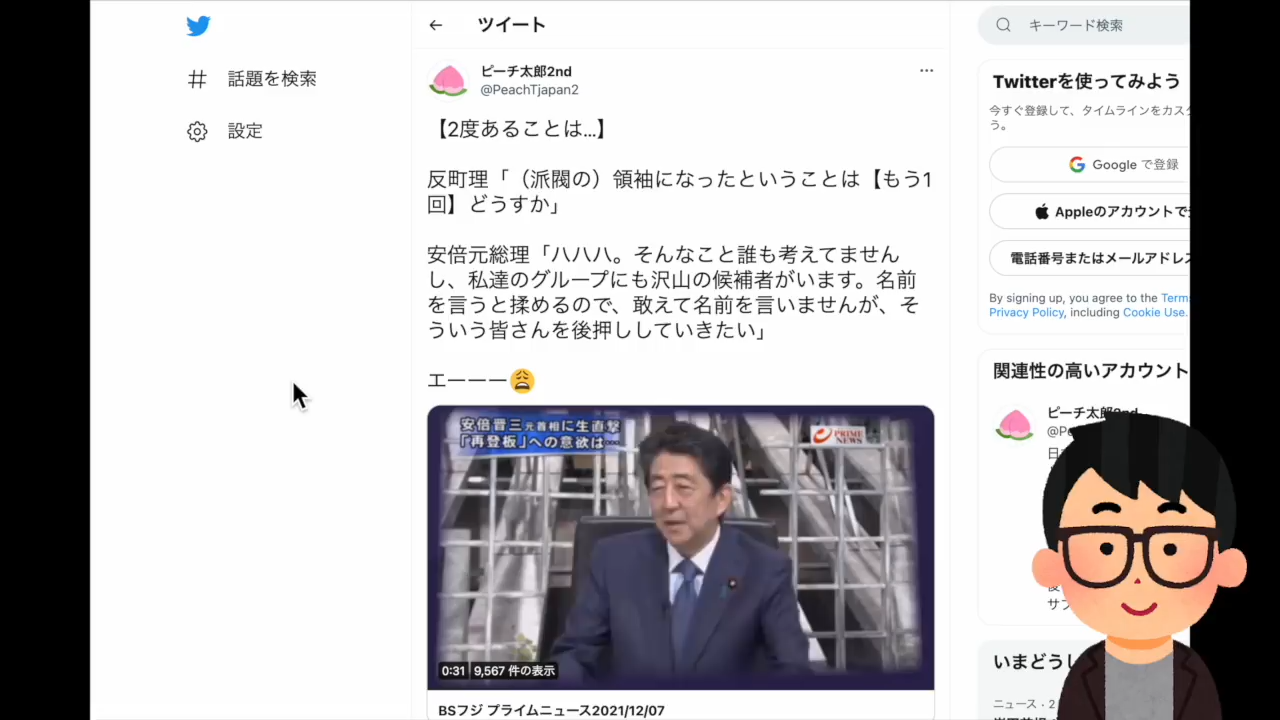 ツイート
キーワード検索
話題を検索
設定
ピーチ太郎2nd
@PeachTjapan2
【2度あることは...】
反町理「（派閥の）領袖になったということは【もう1
回】どうすか」
安倍元総理「ハハハ。そんなこと誰も考えてません
し、私達のグループにも沢山の候補者がいます。名前
を言うと揉めるので、敢えて名前を言いませんが、そ
ういう皆さんを後押ししていきたい」
エーーー😩
安倍晋三元首相に生直撃
「再登板」への意欲は…
PRIME
NEWS
0:31 9,567 件の表示
BSフジ プライムニュース2021/12/07
Twitterを使ってみよう
今すぐ登録して、タイムラインをカスタ
う。
Google で登録
Appleのアカウントで
電話番号またはメールアドレス
By signing up, you agree to the Term
Privacy Policy, including Cookie Use.
関連性の高いアカウント
ピーチ太郎2nd
@Pe
日
サブ
いまどうし
ニュース · 2